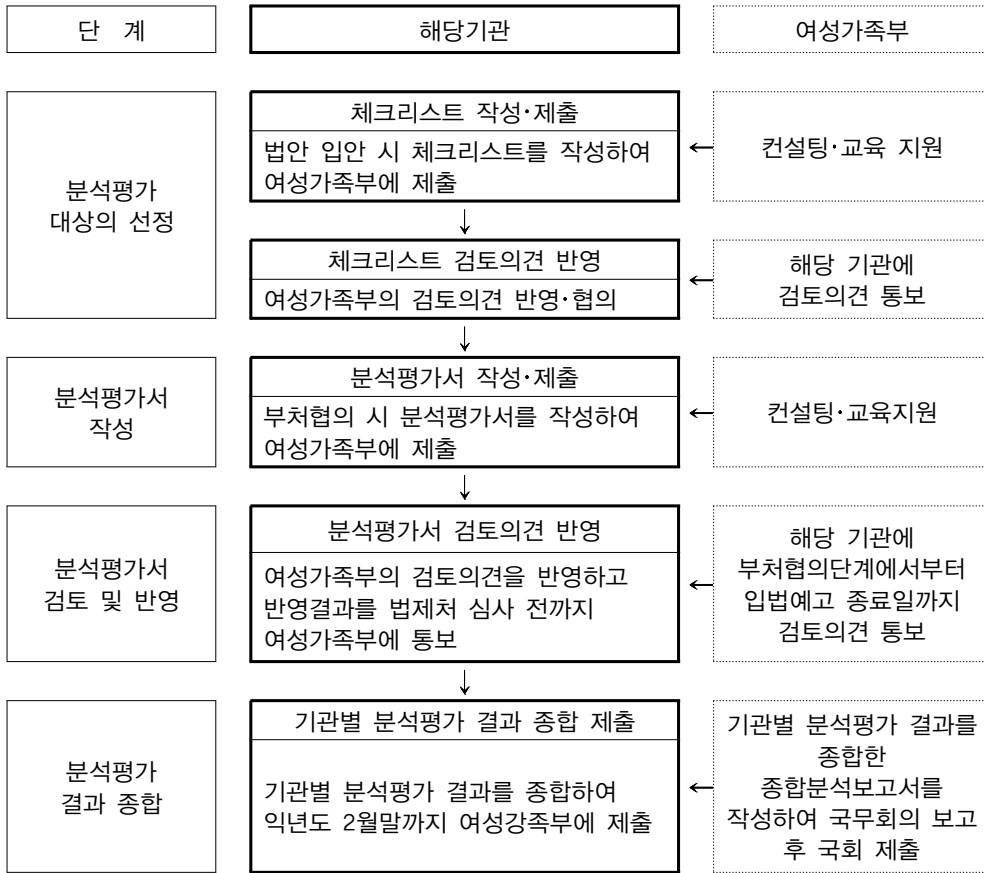 단 계
해당기관
여성가족부
분석평가
대상의 선정
체크리스트 작성·제출
법안 입안 시 체크리스트를 작성하여
여성가족부에 제출
컨설팅·교육 지원
체크리스트 검토의견 반영
여성가족부의 검토의견 반영·협의
해당 기관에
검토의견 통보
분석평가서
작성
분석평가서 작성·제출
부처협의 시 분석평가서를 작성하여
여성가족부에 제출
컨설팅·교육지원
분석평가서
검토 및 반영
분석평가서 검토의견 반영
여성가족부의 검토의견을 반영하고
반영결과를 법제처 심사 전까지
여성가족부에 통보
해당 기관에
부처협의단계에서부터
입법예고 종료일까지
검토의견 통보
분석평가
결과 종합
기관별 분석평가 결과 종합 제출
기관별 분석평가 결과를 종합하여
익년도 2월말까지 여성강족부에 제출
기관별 분석평가 결과를
종합한
종합분석보고서를
작성하여 국무회의 보고
후 국회 제출